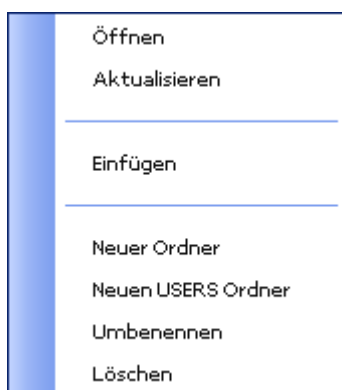 Öffnen
Aktualisieren
Einfügen
Neuer Ordner
Neuen USERS Ordner
Umbenennen
Löschen